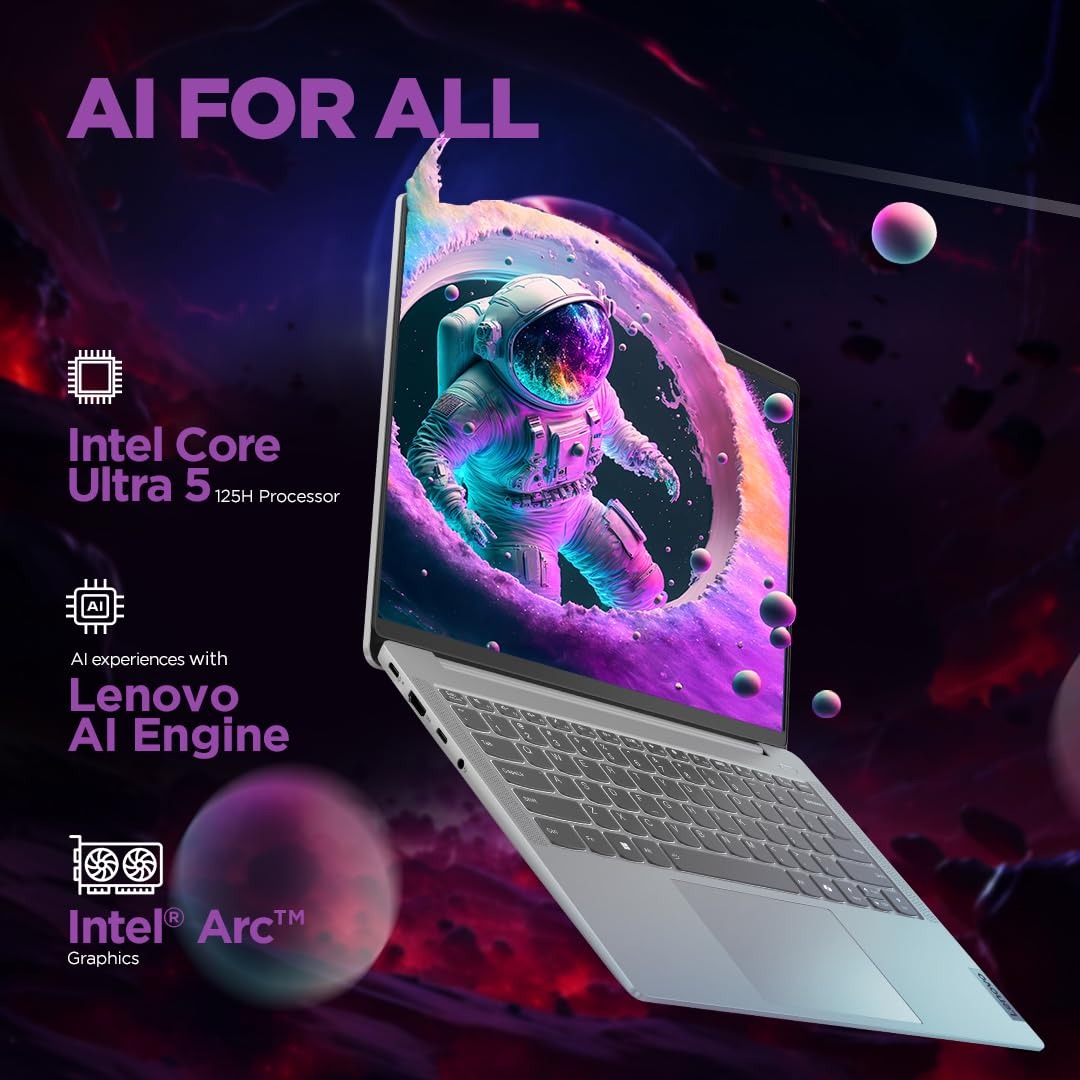 AI FOR ALL
Intel Core
Ultra 5 125H Processor
AI
AI experiences with
Lenovo
AI Engine
Intel® Arc™
Graphics
Lenovo